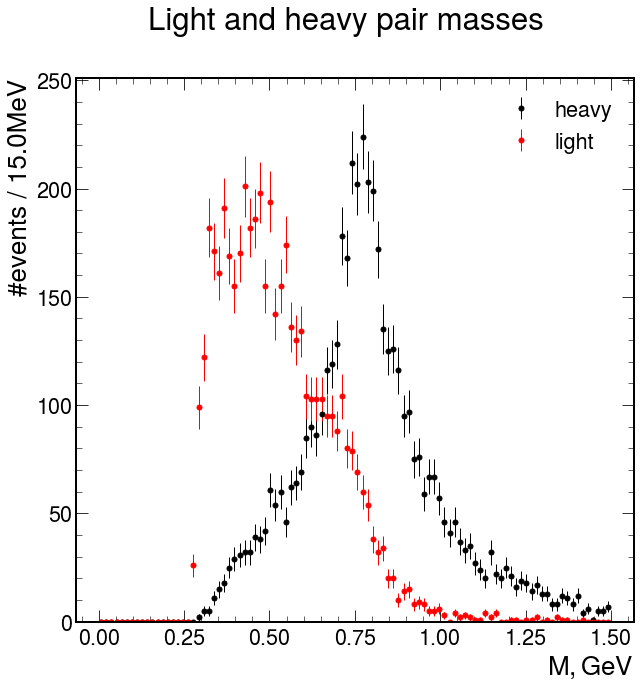 Light and heavy pair masses
#events / 15.0MeV
250
200
150
100
50
0
heavy
light
0.00 0.25 0.50 0.75 1.00 1.25 1.50
M, GeV